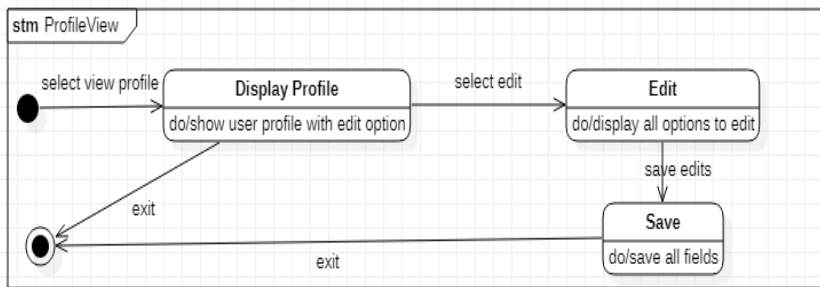 stm ProfileView
select view profile
Display Profile
do/show user profile with edit option
select edit
Edit
do/display all options to edit
save edits
exit
Save
do/save all fields
exit